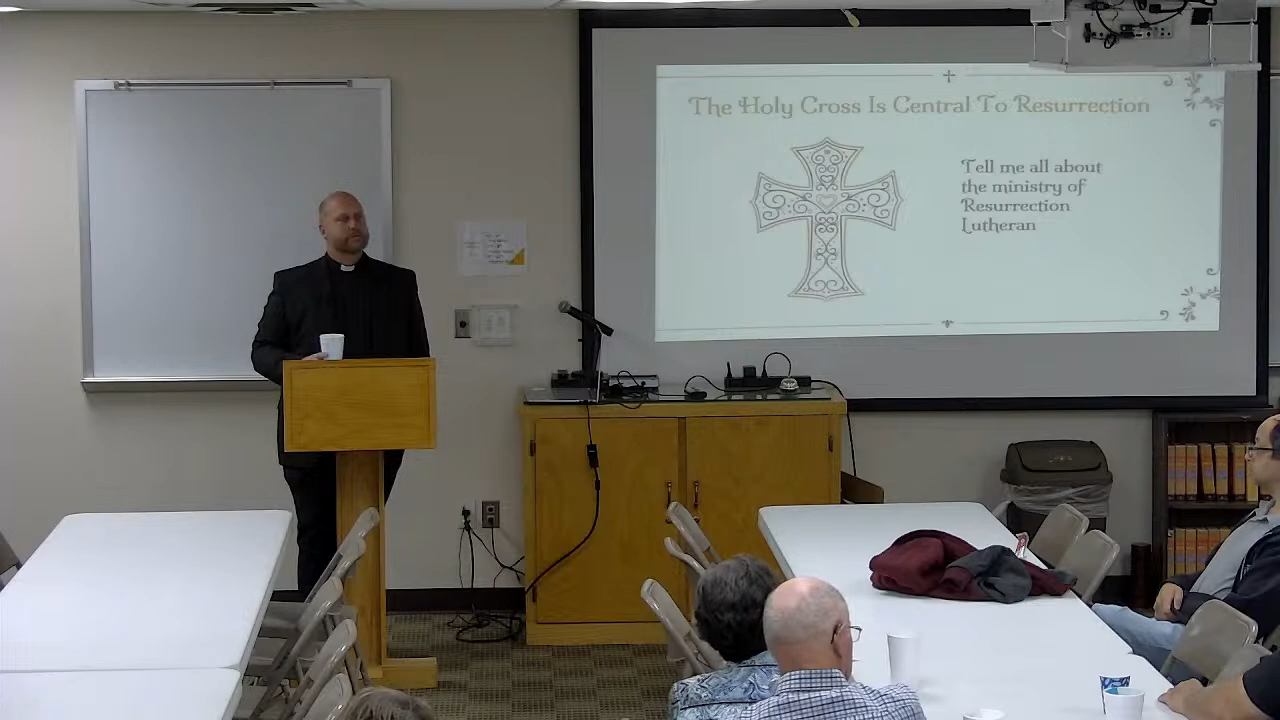 The Holy Cross Is Central To Resurrection
Tell me all about
the ministry of
Resurrection
Lutheran